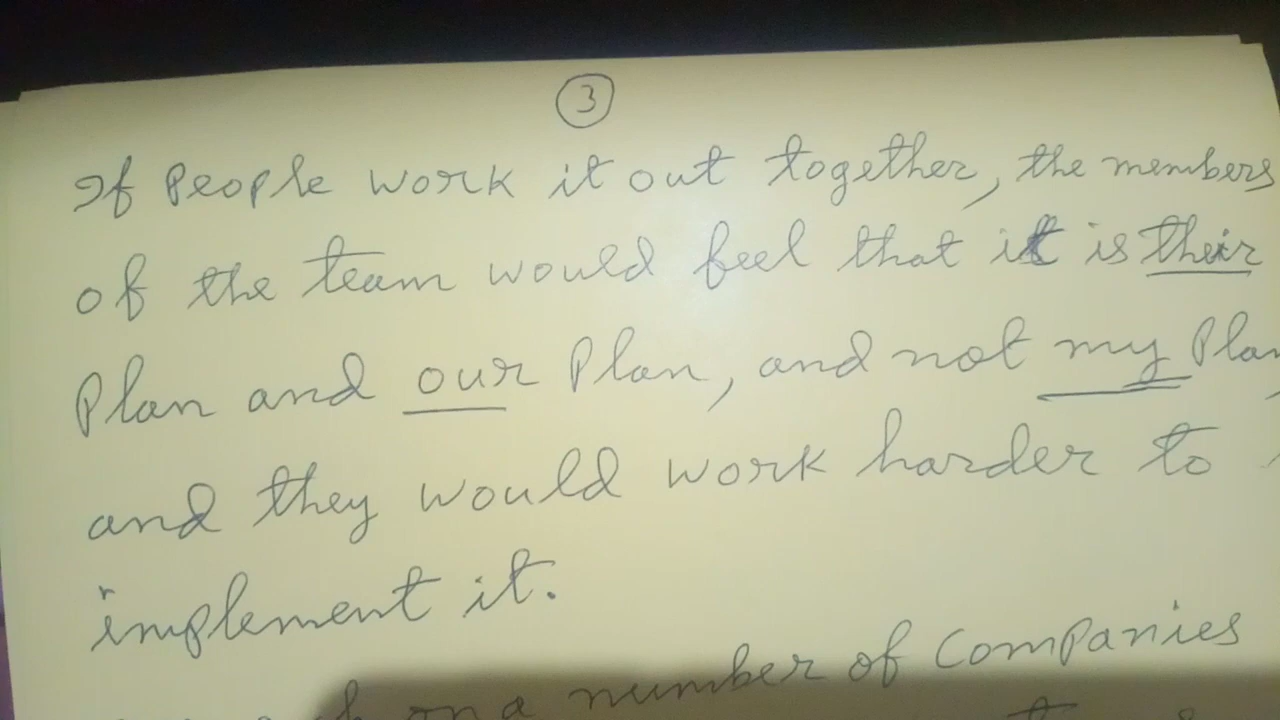 3
If People work it out together, the members
of the team would feel that it is their
Plan and our Plan, and not my Plan,
and they would work harder to
implement it.
on a number of Companies